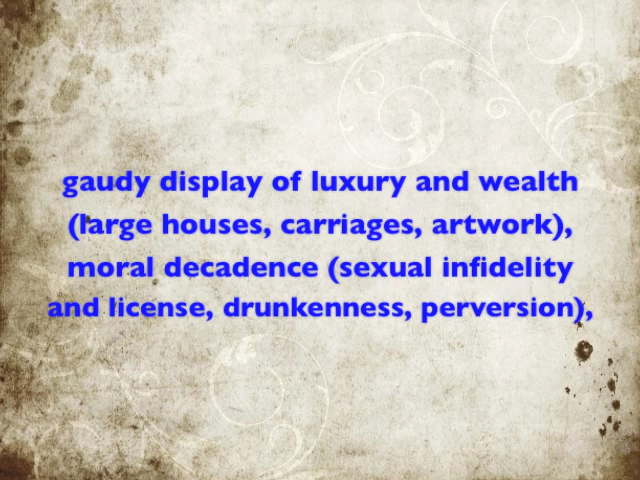 gaudy display of luxury and wealth
(large houses, carriages, artwork),
moral decadence (sexual infidelity
and license, drunkenness, perversion),